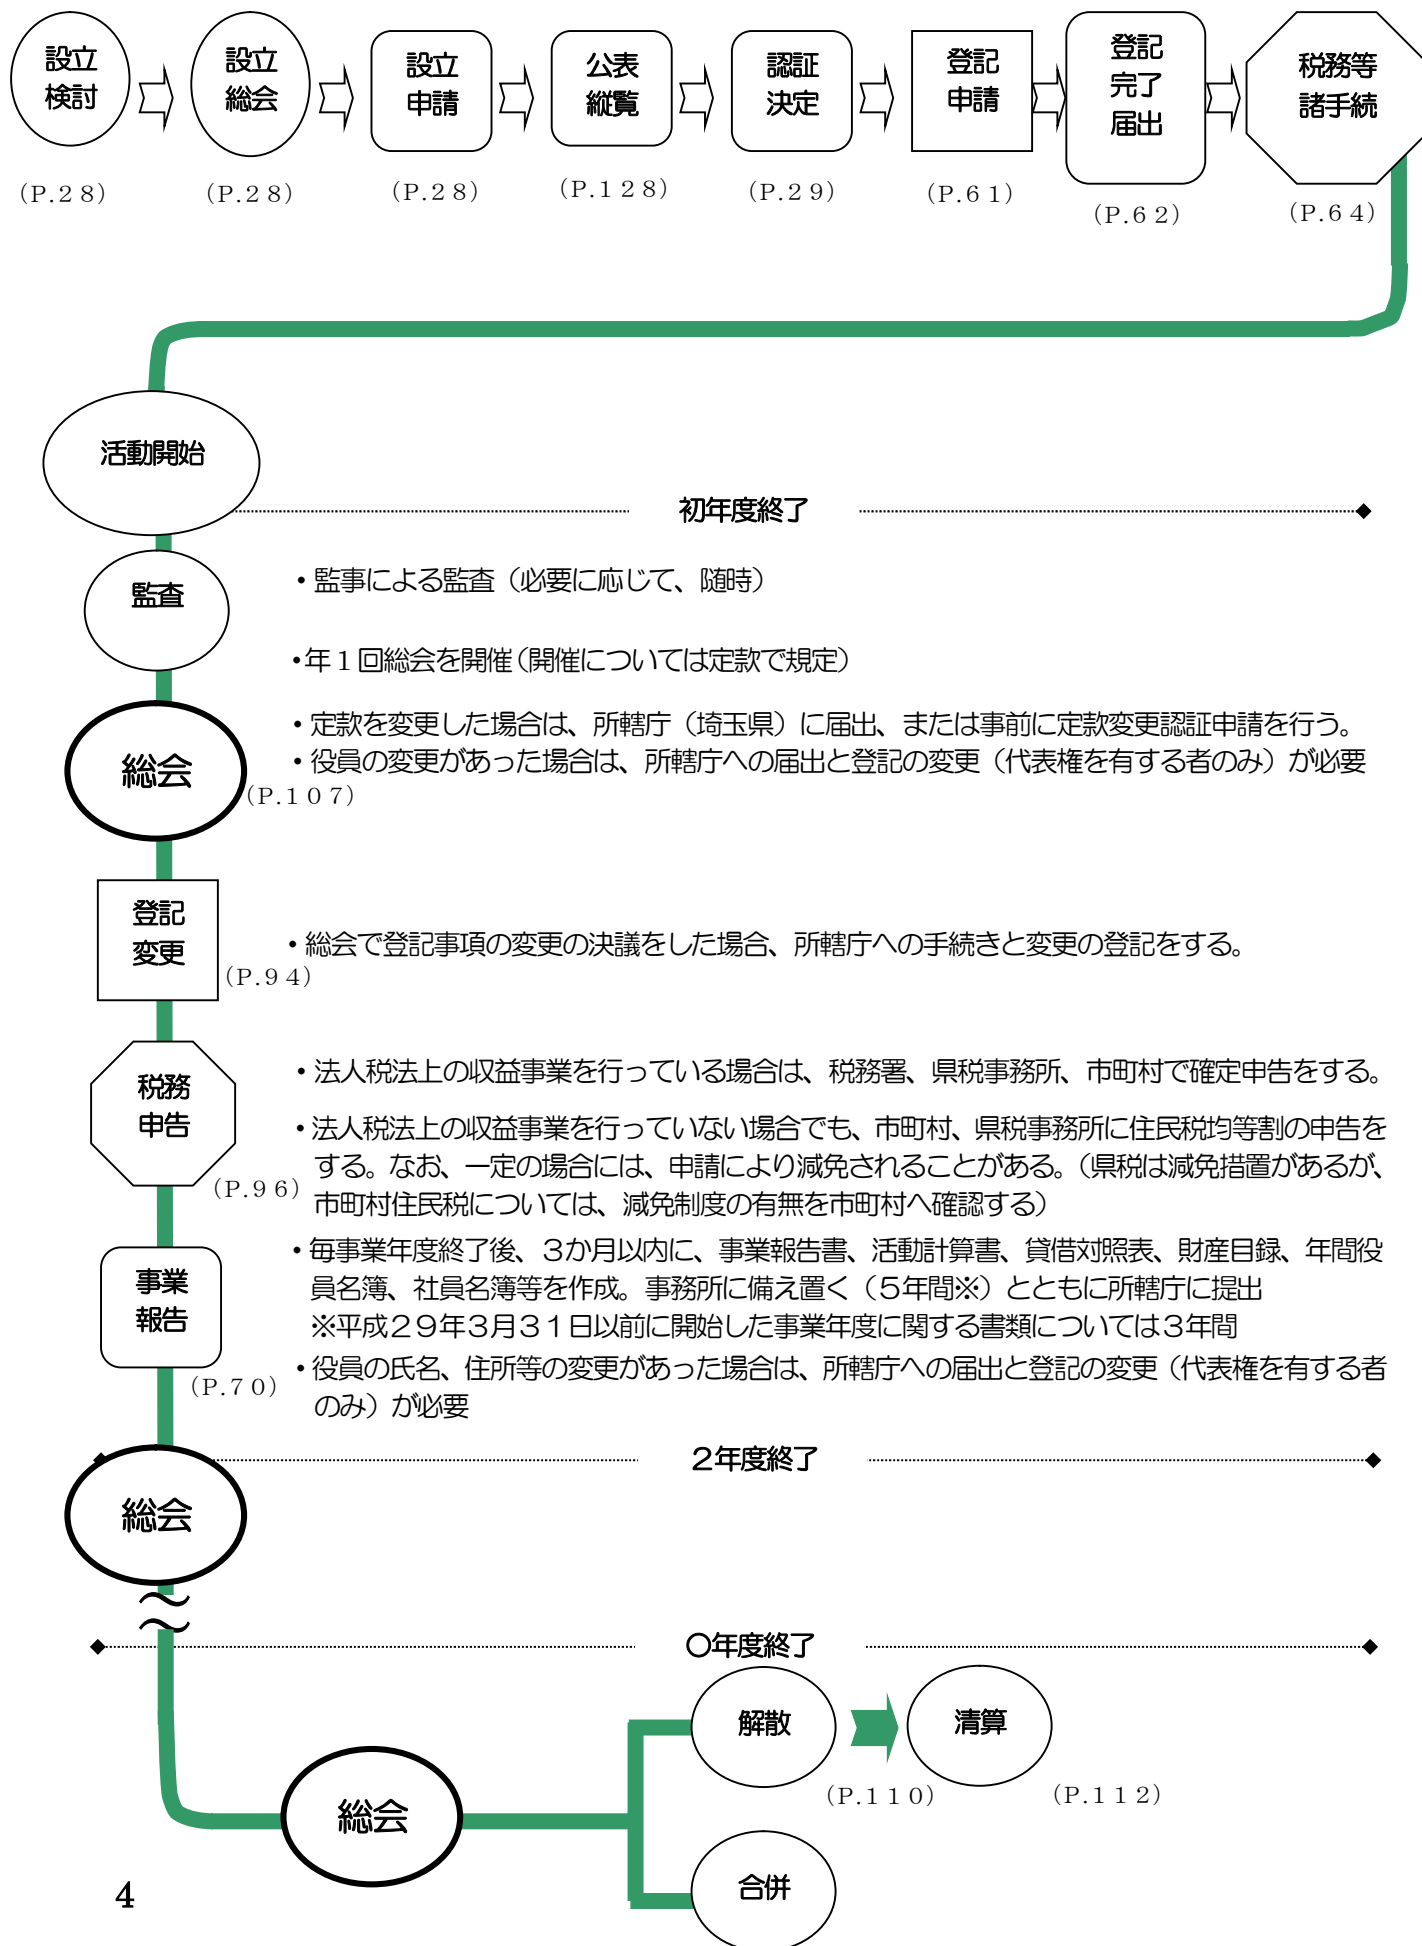 設立
検討
設立
総会
設立
申請
公表
縦覧
認証
決定
登記
申請
登記
完了
届出
税務等
諸手続
（P.２８）
（P.２８）
（P.２８）
（P.１２８）
（P.２９）
（P.６１）
（P.６２）
（P.６４）
活動開始
初年度終了
監査
・監事による監査（必要に応じて、随時）
・年１回総会を開催（開催については定款で規定）
総会
・定款を変更した場合は、所轄庁（埼玉県）に届出、または事前に定款変更認証申請を行う。
・役員の変更があった場合は、所轄庁への届出と登記の変更（代表権を有する者のみ）が必要
（P.１０７）
登記
変更
・総会で登記事項の変更の決議をした場合、所轄庁への手続きと変更の登記をする。
（P.９４）
税務
申告
・法人税法上の収益事業を行っている場合は、税務署、県税事務所、市町村で確定申告をする。
・法人税法上の収益事業を行っていない場合でも、市町村、県税事務所に住民税均等割の申告を
する。なお、一定の場合には、申請により減免されることがある。（県税は減免措置があるが、
市町村住民税については、減免制度の有無を市町村へ確認する）
（P.９６）
事業
報告
・毎事業年度終了後、３か月以内に、事業報告書、活動計算書、貸借対照表、財産目録、年間役
員名簿、社員名簿等を作成。事務所に備え置く（５年間※）とともに所轄庁に提出
※平成２９年３月３１日以前に開始した事業年度に関する書類については３年間
・役員の氏名、住所等の変更があった場合は、所轄庁への届出と登記の変更（代表権を有する者
のみ）が必要
（P.７０）
２年度終了
総会
〜
〜
〇年度終了
解散
清算
（P.１１０）
（P.１１２）
総会
合併
4